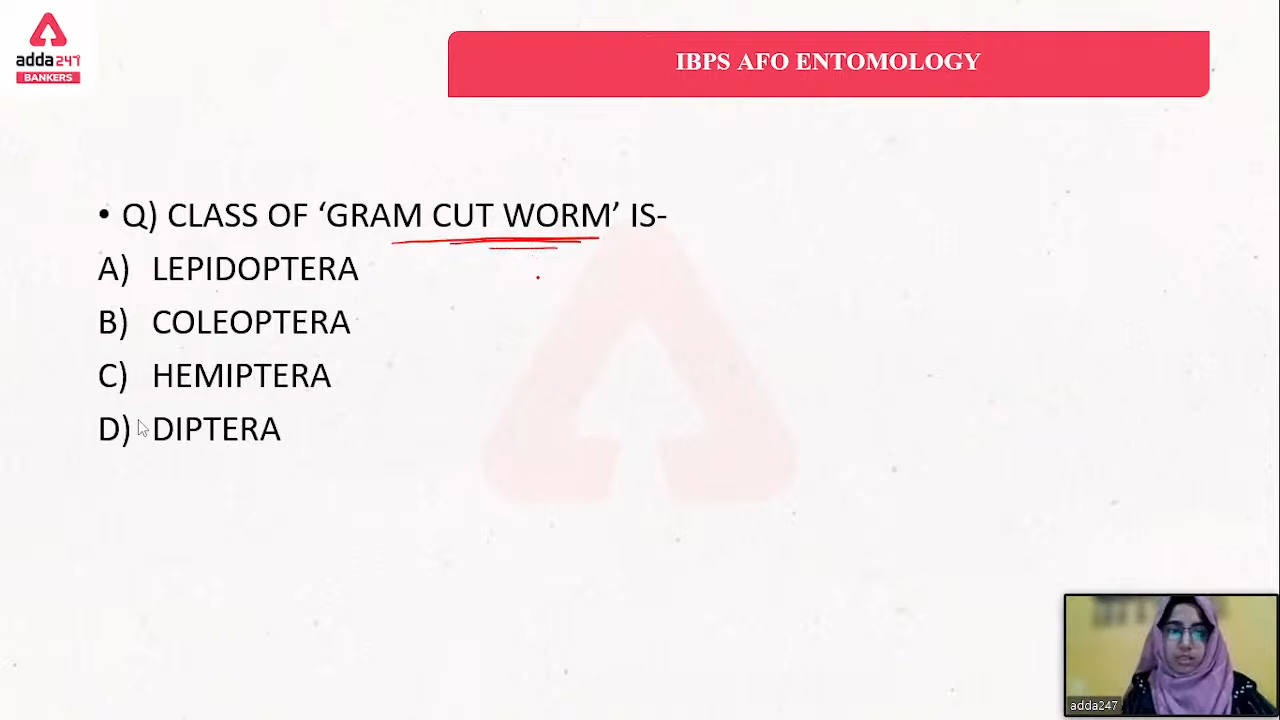 adda247
BANKERS
IBPS AFO ENTOMOLOGY
• Q) CLASS OF ‘GRAM CUT WORM’ IS-
A) LEPIDOPTERA
B) COLEOPTERA
C) HEMIPTERA
D) DIPTERA
adda247